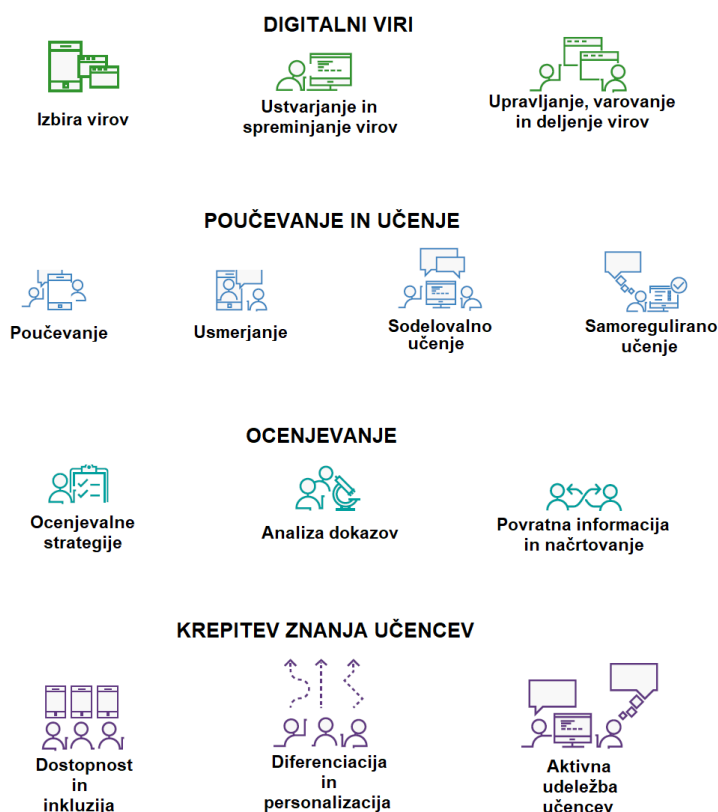 DIGITALNI VIRI
Izbira virov
Ustvarjanje in
spreminjanje virov
Upravljanje, varovanje
in deljenje virov
POUČEVANJE IN UČENJE
Poučevanje
Usmerjanje
Sodelovalno
učenje
Samoregulirano
učenje
OCENJEVANJE
Ocenjevalne
strategije
Analiza dokazov
Povratna informacija
in načrtovanje
KREPITEV ZNANJA UČENCEV
Dostopnost
in
inkluzija
Diferenciacija
in
personalizacija
Aktivna
udeležba
učencev